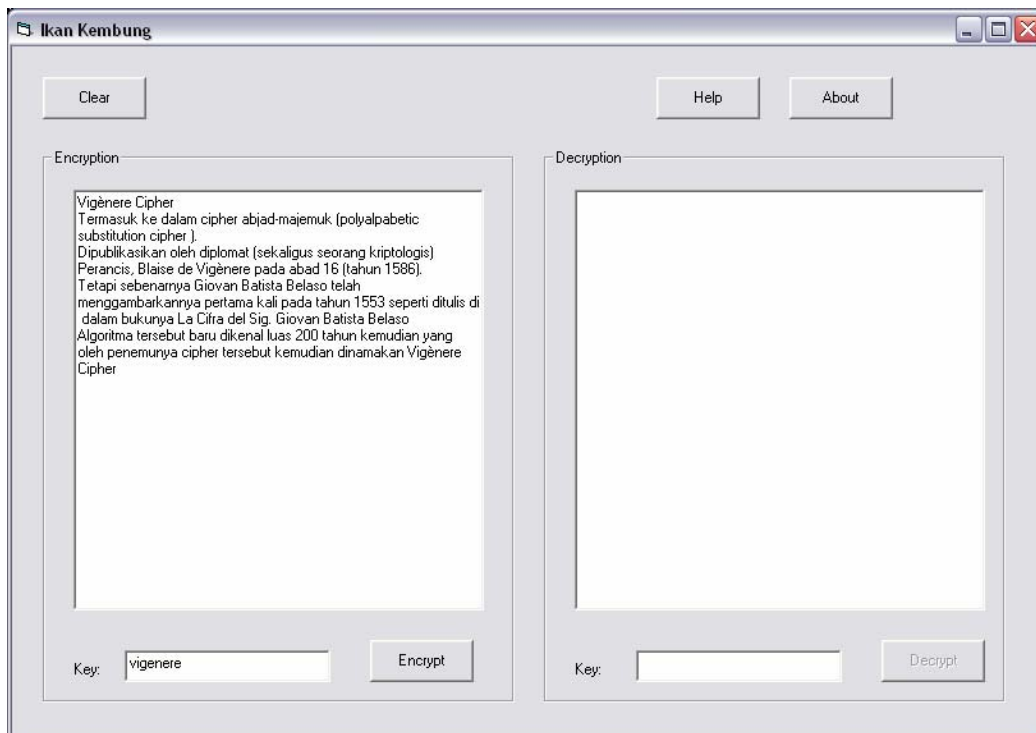 Ikan Kembung
Clear
Help
About
Encryption
Vigènere Cipher
Termasuk ke dalam cipher abjad-majemuk (polyalpabetic
substitution cipher ).
Dipublikasikan oleh diplomat (sekaligus seorang kriptologis)
Perancis, Blaise de Vigènere pada abad 16 (tahun 1586).
Tetapi sebenarnya Giovan Batista Belaso telah
menggambarkannya pertama kali pada tahun 1553 seperti ditulis di
dalam bukunya La Cifra del Sig. Giovan Batista Belaso
Algoritma tersebut baru dikenal luas 200 tahun kemudian yang
oleh penemunya cipher tersebut kemudian dinamakan Vigènere
Cipher
Key:
vigenere
Encrypt
Decryption
Key:
Decrypt